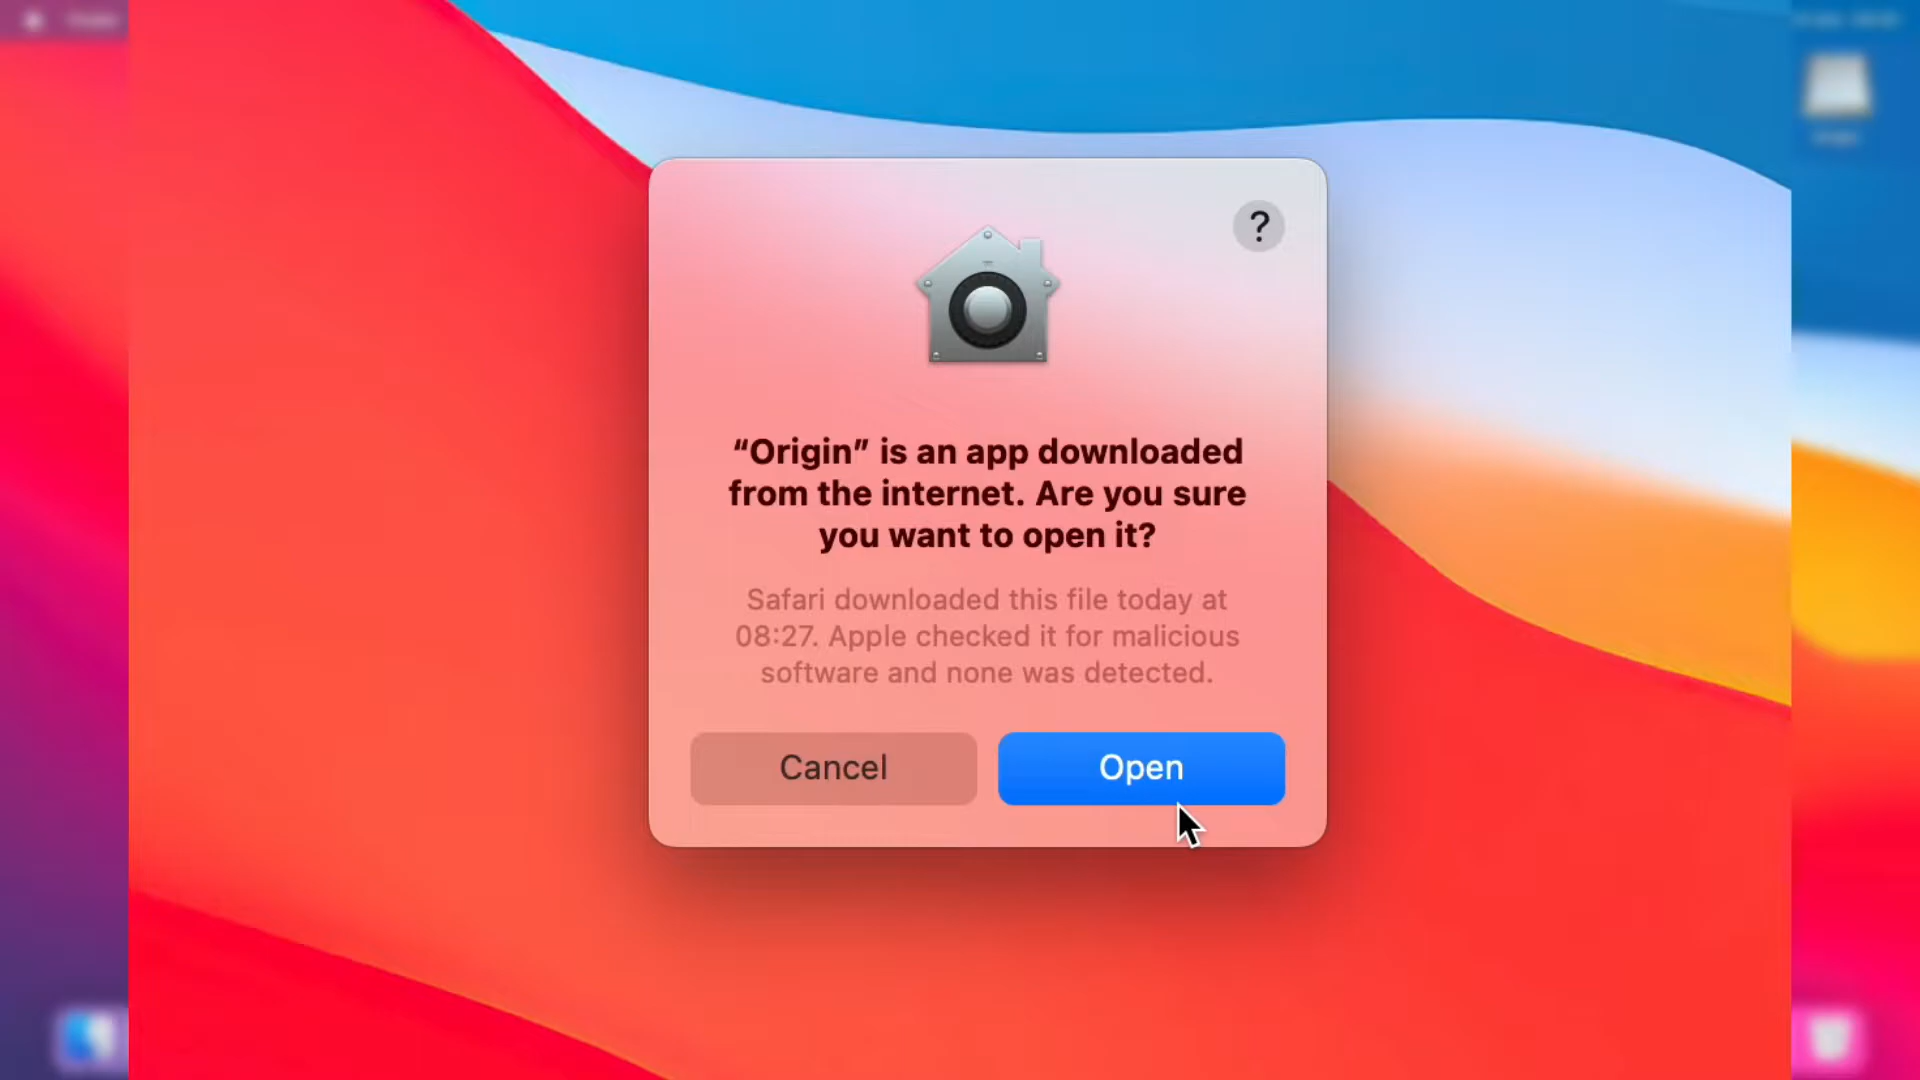 ?
“Origin” is an app downloaded
from the internet. Are you sure
you want to open it?
Safari downloaded this file today at
08:27. Apple checked it for malicious
software and none was detected.
Cancel
Open